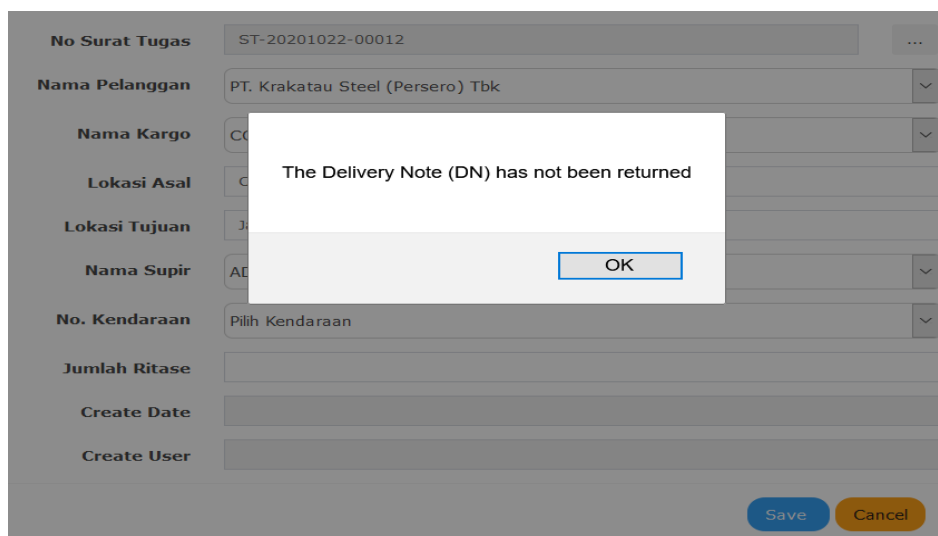 No Surat Tugas ST-20201022-00012 ...
Nama Pelanggan PT. Krakatau Steel (Persero) Tbk
Nama Kargo
The Delivery Note (DN) has not been returned
Lokasi Asal
Lokasi Tujuan
Nama Supir
OK
No. Kendaraan Pilih Kendaraan
Jumlah Ritase
Create Date
Create User
Save Cancel